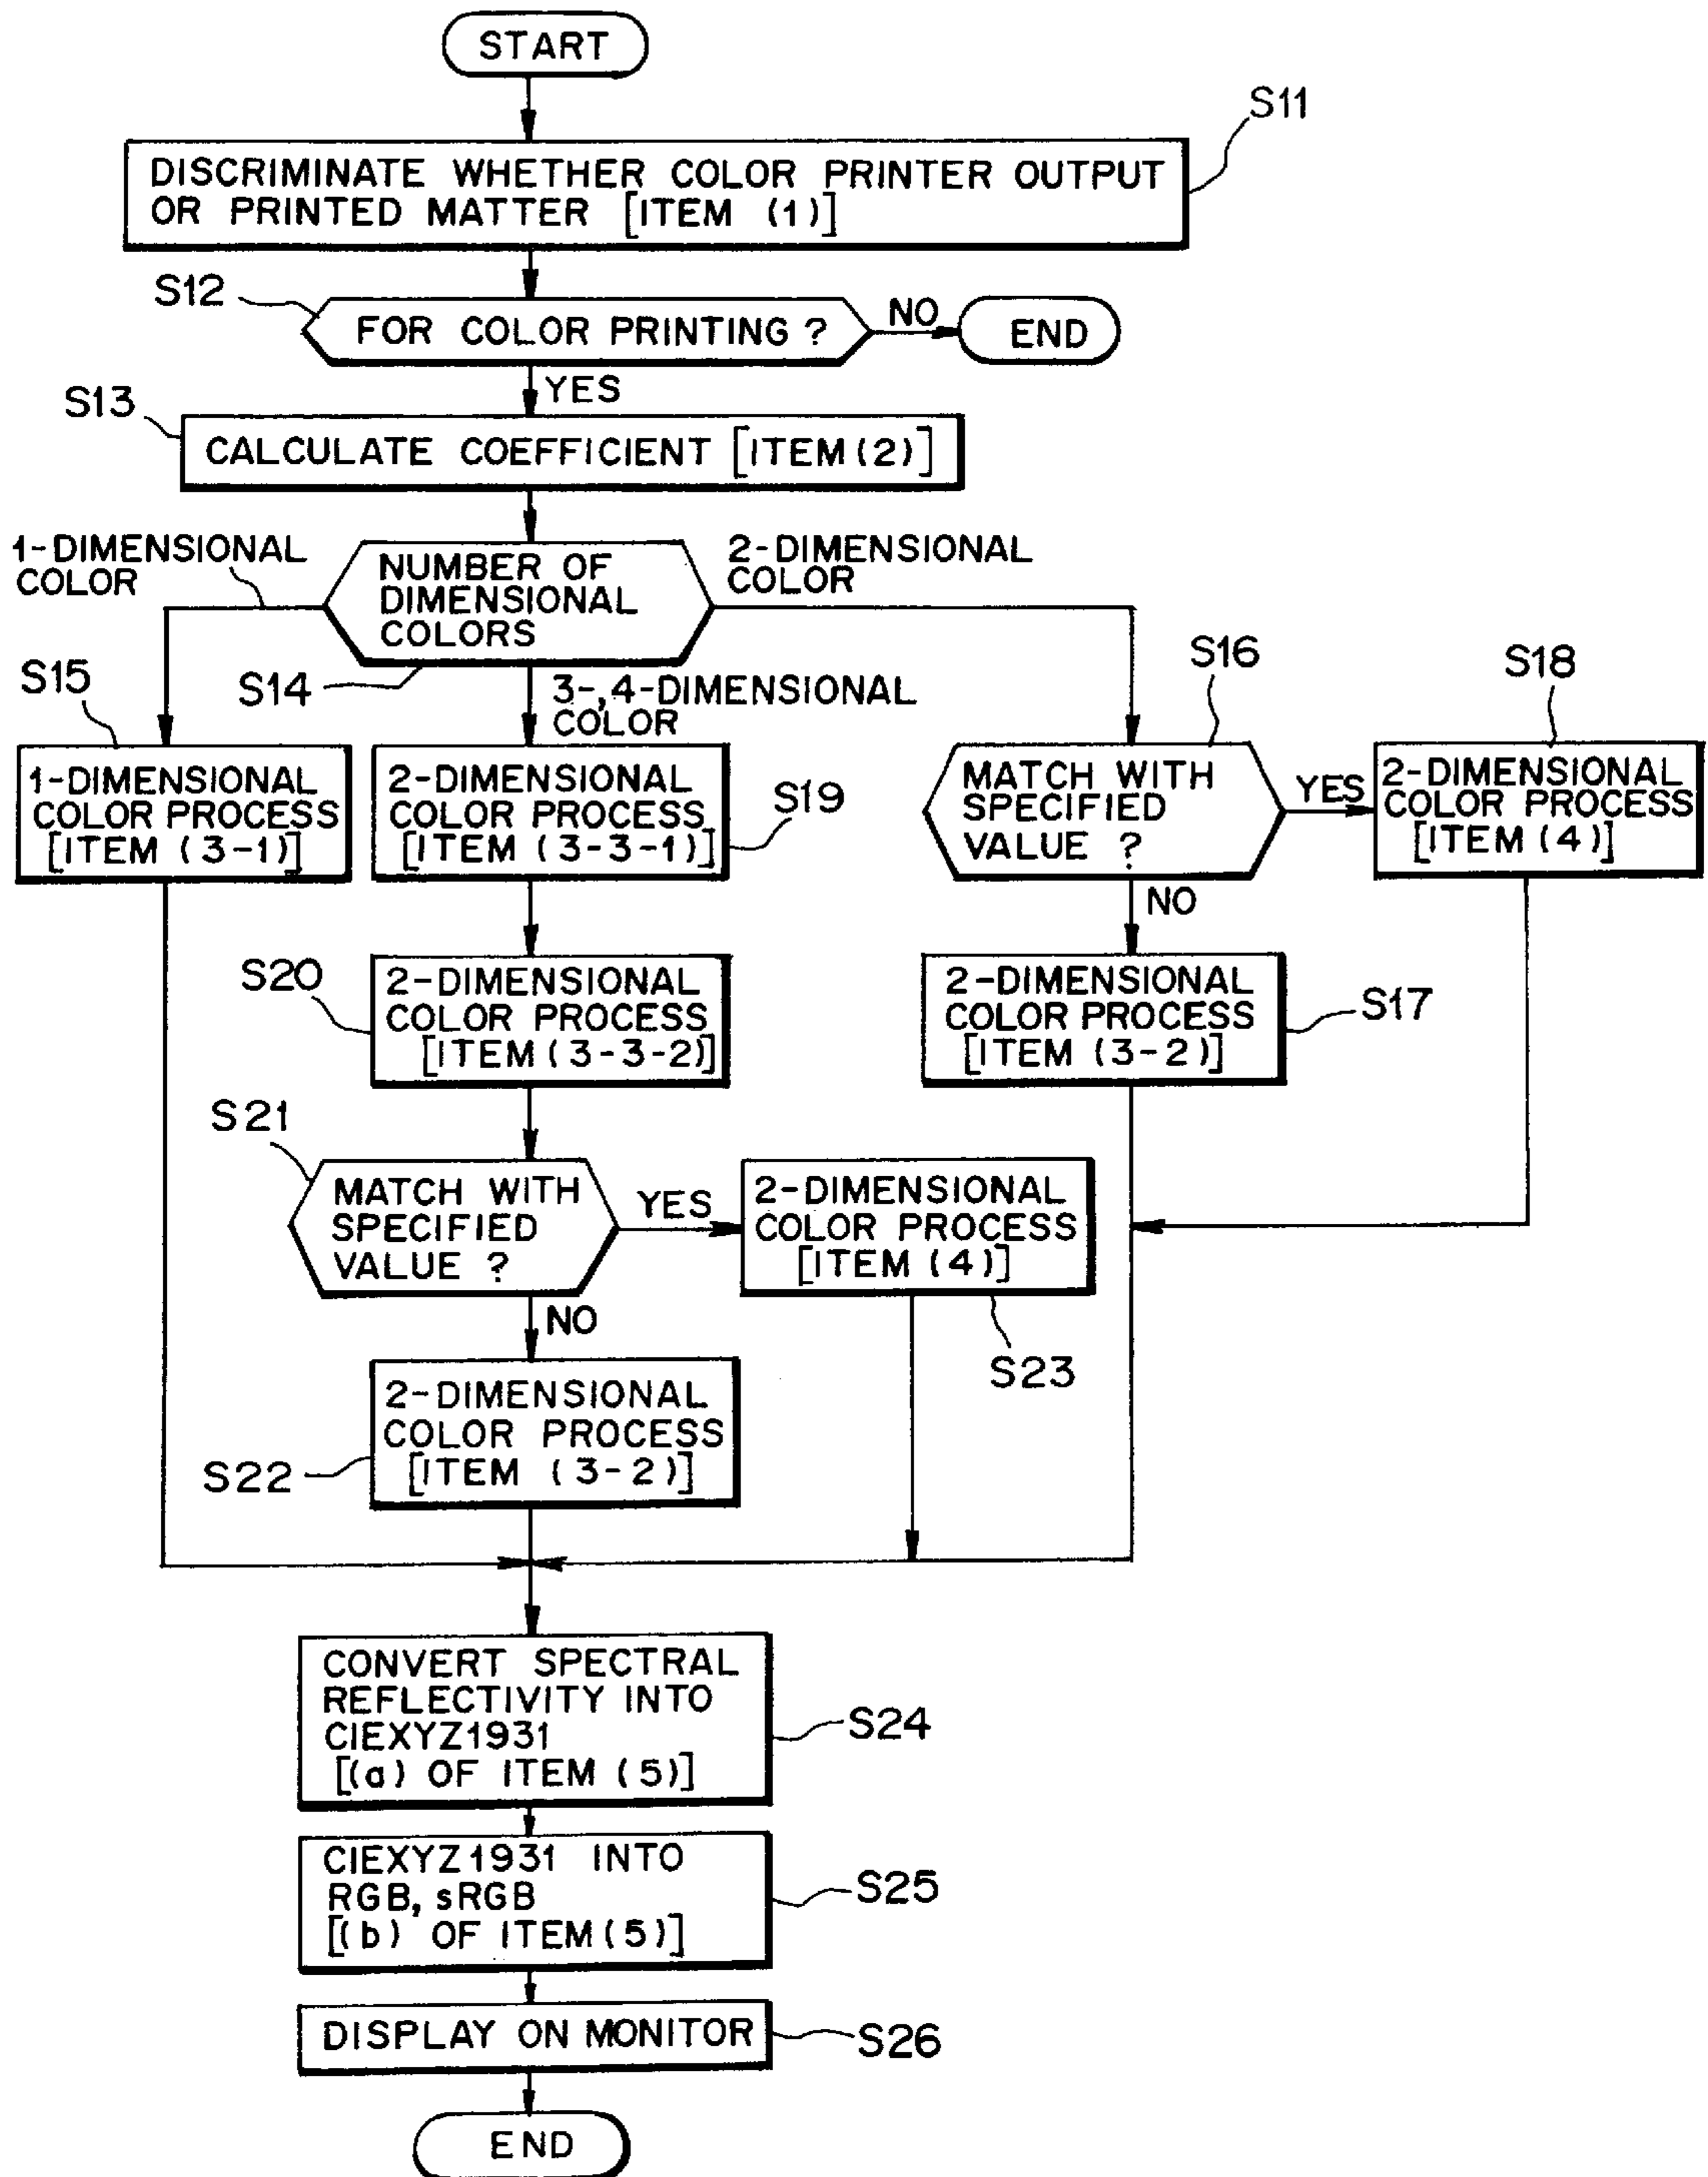 START
S11
DISCRIMINATE WHETHER COLOR PRINTER OUTPUT
OR PRINTED MATTER [ITEM (1)]
S12
FOR COLOR PRINTING ?
NO
END
YES
S13
CALCULATE COEFFICIENT [ITEM(2)]
1-DIMENSIONAL
COLOR
NUMBER OF
DIMENSIONAL
COLORS
2-DIMENSIONAL
COLOR
S14
3-,4-DIMENSIONAL
COLOR
S15
1-DIMENSIONAL
COLOR PROCESS
[ITEM (3-1)]
2-DIMENSIONAL
COLOR PROCESS
[ITEM (3-3-1)]
S19
S16
MATCH WITH
SPECIFIED
VALUE ?
YES
S18
2-DIMENSIONAL
COLOR PROCESS
[ITEM (4)]
NO
S20
2-DIMENSIONAL
COLOR PROCESS
[ITEM (3-3-2)]
2-DIMENSIONAL
COLOR PROCESS
[ITEM (3-2)]
S17
S21
MATCH WITH
SPECIFIED
VALUE ?
YES
2-DIMENSIONAL
COLOR PROCESS
[ITEM (4)]
S23
NO
2-DIMENSIONAL
COLOR PROCESS
[ITEM (3-2)]
S22
CONVERT SPECTRAL
REFLECTIVITY INTO
CIEXYZ1931
[(a) OF ITEM (5)]
S24
CIEXYZ1931 INTO
RGB, sRGB
[(b) OF ITEM(5)]
S25
DISPLAY ON MONITOR
S26
END